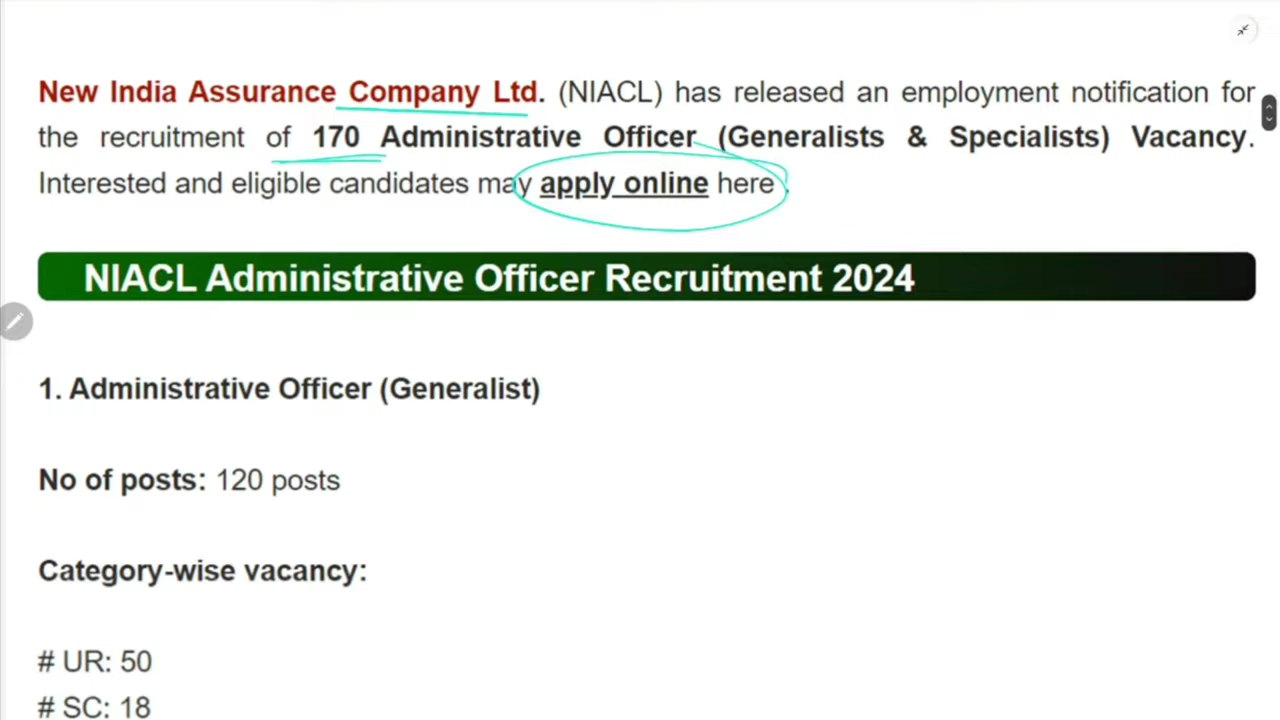 New India Assurance Company Ltd. (NIACL) has released an employment notification for
the recruitment of 170 Administrative Officer (Generalists & Specialists) Vacancy.
Interested and eligible candidates may apply online here .
NIACL Administrative Officer Recruitment 2024
1. Administrative Officer (Generalist)
No of posts: 120 posts
Category-wise vacancy:
# UR: 50
# SC: 18